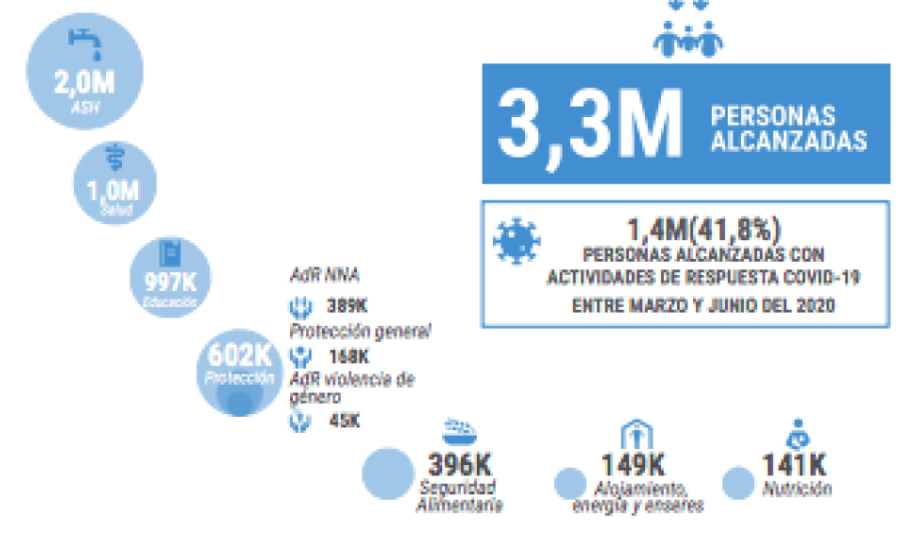 2,0M
ASH
1,0M
Salud
997K
Educación
602K
Protección
AdR NNA
389K
Protección general
168K
AdR violencia de
género
45K
396K
Seguridad
Alimentaria
149K
Alojamiento,
energía y enseres
141K
Nutrición
3,3M
PERSONAS
ALCANZADAS
1,4M(41,8%)
PERSONAS ALCANZADAS CON
ACTIVIDADES DE RESPUESTA COVID-19
ENTRE MARZO Y JUNIO DEL 2020